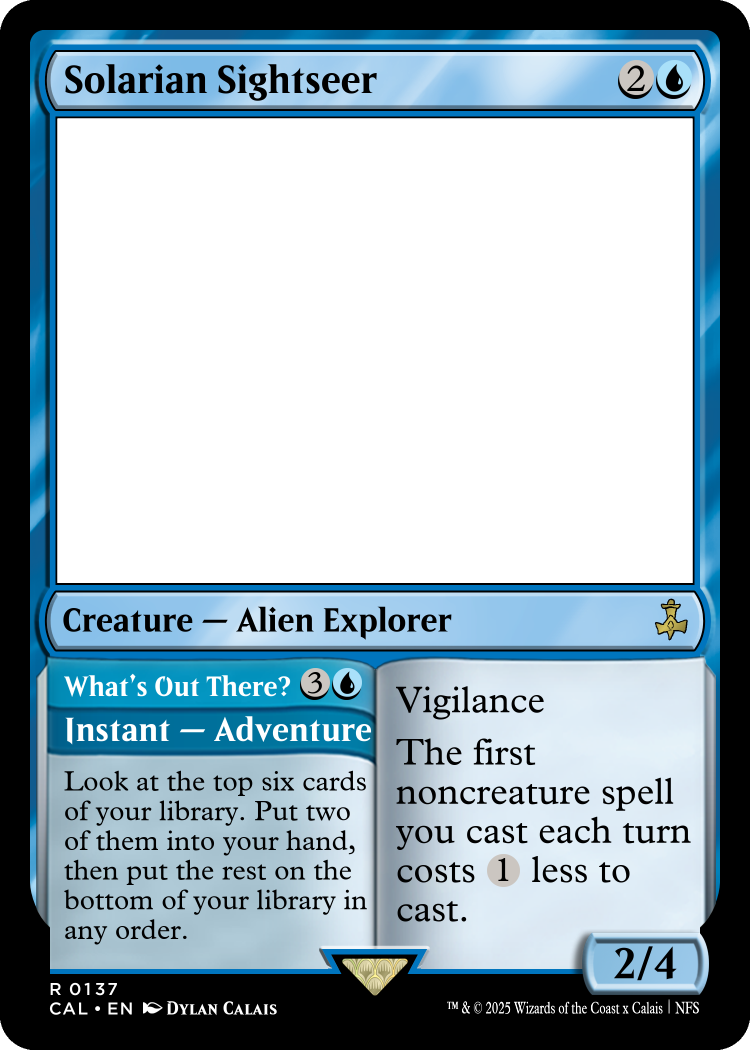 Solarian Sightseer 2
Creature — Alien Explorer
What's Out There? 3
Instant — Adventure
Look at the top six cards
of your library. Put two
of them into your hand,
then put the rest on the
bottom of your library in
any order.
Vigilance
The first
noncreature spell
you cast each turn
costs 1 less to
cast.
2/4
R 0137
CAL • EN DYLAN CALAIS
™ & © 2025 Wizards of the Coast x Calais | NFS